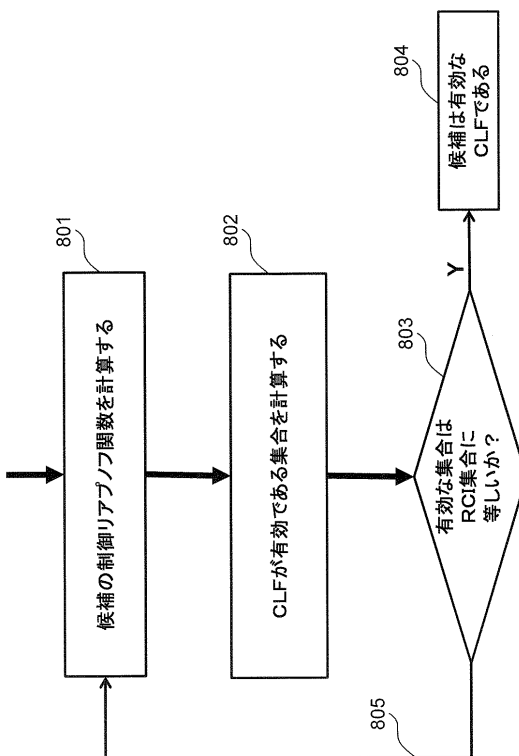 801
候補の制御リアプノフ関数を計算する
802
CLFが有効である集合を計算する
803
有効な集合は
RCI集合に
等しいか？
Y
804
候補は有効な
CLFである
805